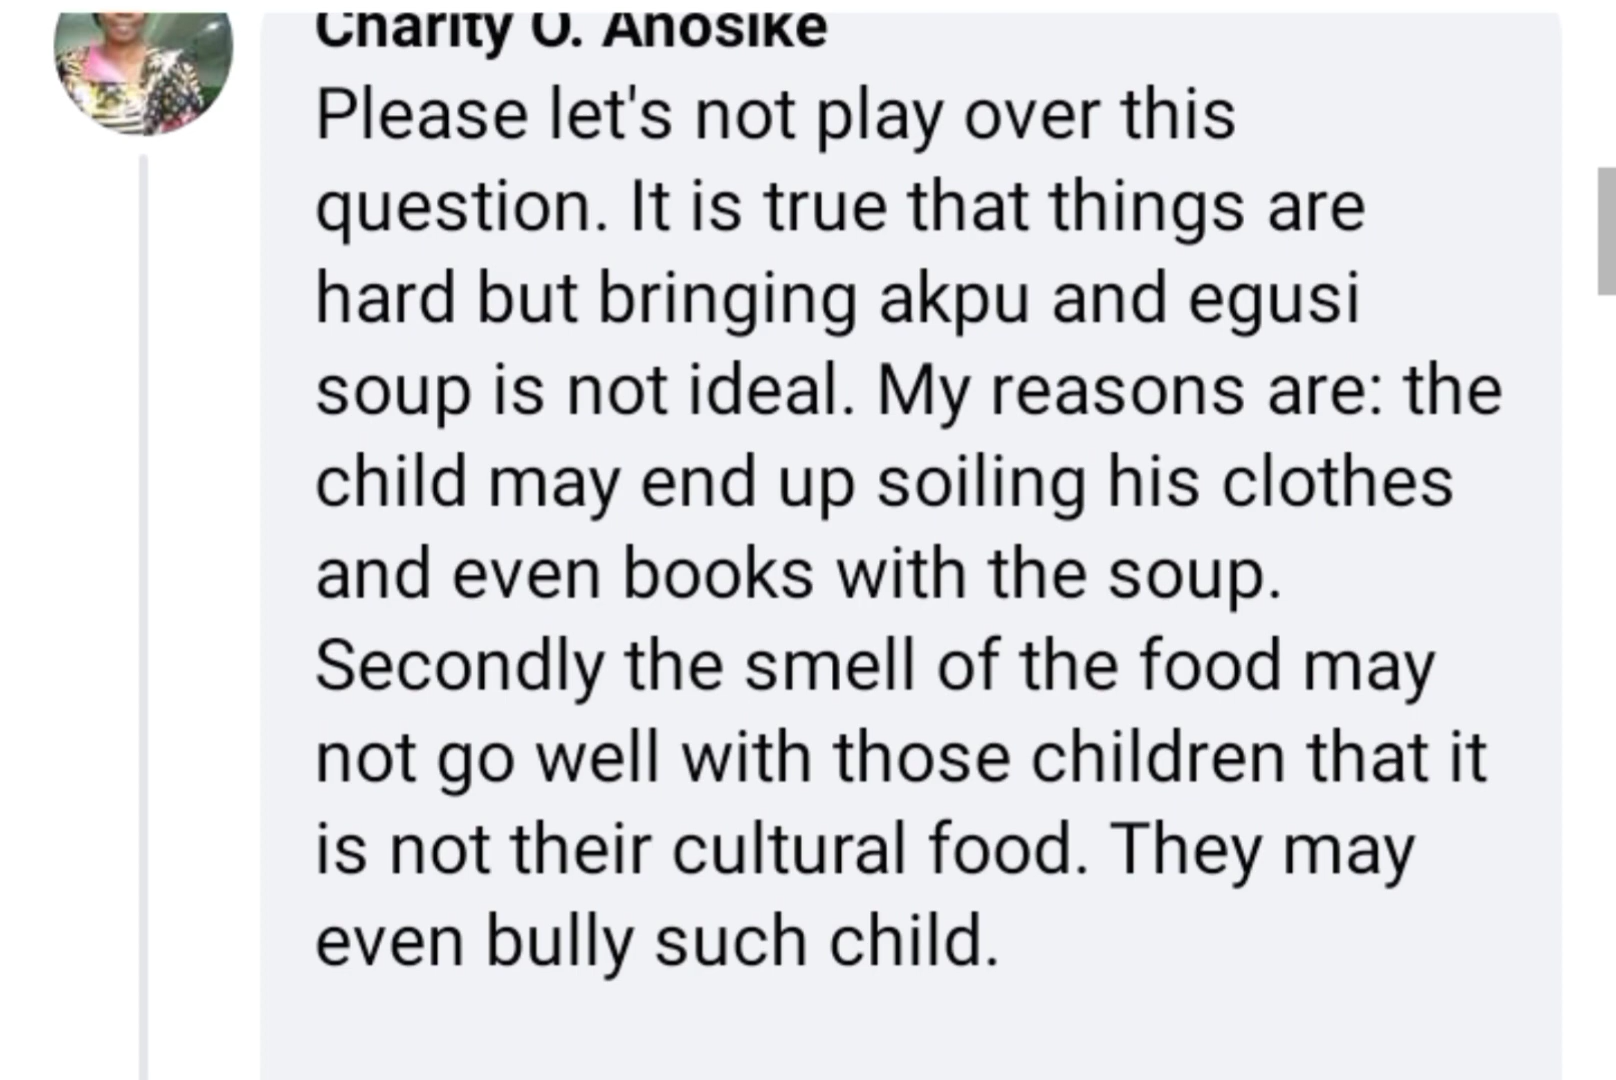 Charity O. Anosike
Please let's not play over this
question. It is true that things are
hard but bringing akpu and egusi
soup is not ideal. My reasons are: the
child may end up soiling his clothes
and even books with the soup.
Secondly the smell of the food may
not go well with those children that it
is not their cultural food. They may
even bully such child.